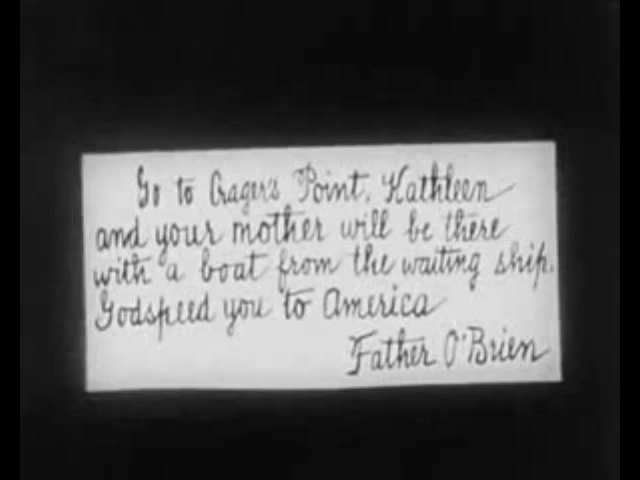 Go to Crager's Point, Kathleen
and your mother will be there
with a boat from the waiting ship.
Godspeed you to America
Father O'Brien